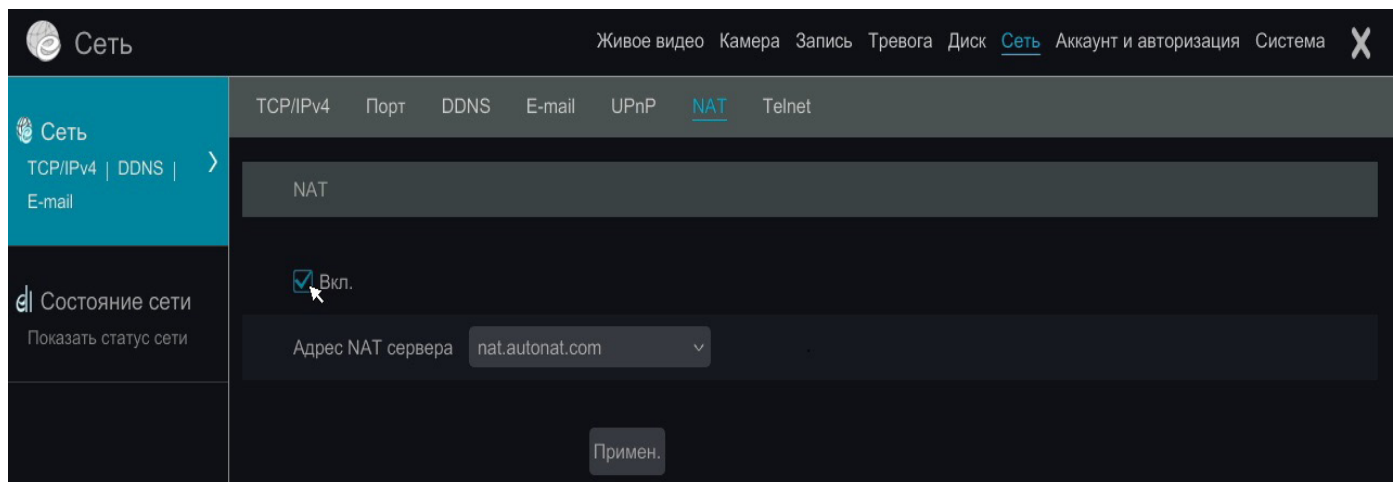 Сеть
Живое видео Камера Запись Тревога Диск Сеть Аккаунт и авторизация Система X
TCP/IPv4 Порт DDNS E-mail UPnP NAT Telnet
Сеть
TCP/IPv4 | DDNS |
E-mail
NAT
Вкл.
Состояние сети
Показать статус сети
Адрес NAT сервера nat.autonat.com
Примен.